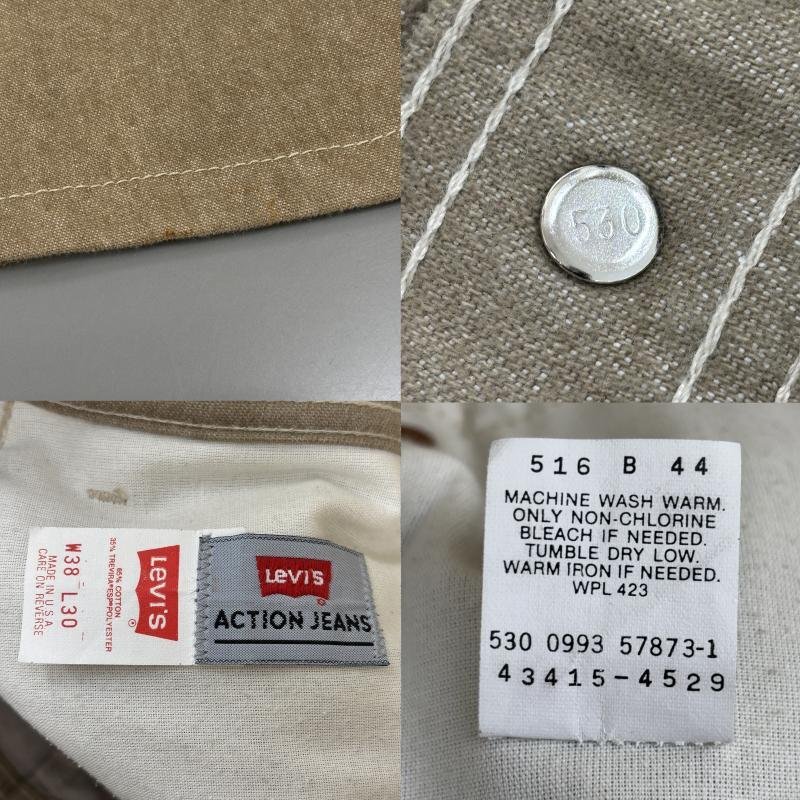 530
LEVI'S
®
65% COTTON
35% TREVIRA®ESP®POLYESTER
W38 L30
MADE IN U S A
CARE ON REVERSE
LEVI'S
®
ACTION JEANS
516 B 44
MACHINE WASH WARM.
ONLY NON-CHLORINE
BLEACH IF NEEDED.
TUMBLE DRY LOW.
WARM IRON IF NEEDED.
WPL 423
530 0993 57873-1
43415-4529